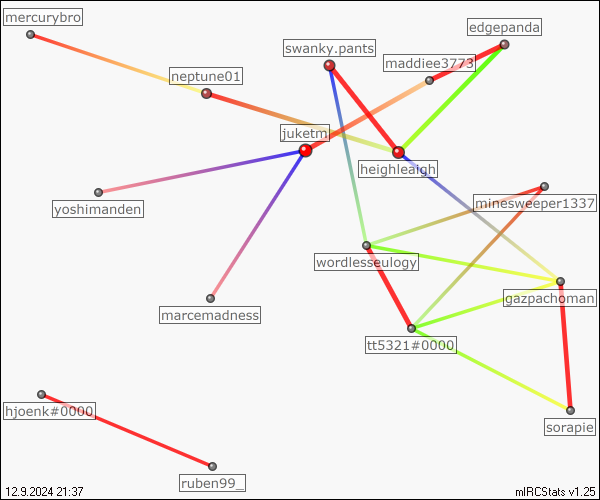 mercurybro
edgepanda
swanky.pants
maddiee3773
neptune01
juketm
heighleaigh
yoshimanden
minesweeper1337
wordlesseulogy
gazpachoman
marcemadness
tt5321#0000
hjoenk#0000
sorapie
ruben99_
12.9.2024 21:37
mIRCStats v1.25